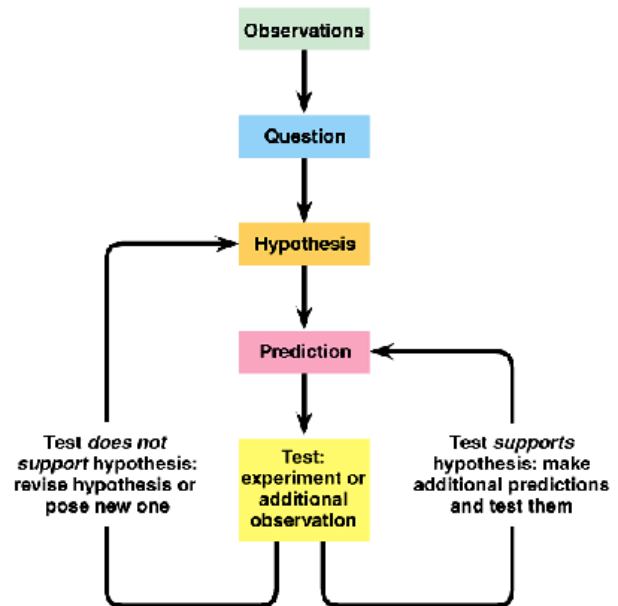 Observations
Question
Hypothesis
Prediction
Test does not
support hypothesis:
revise hypothesis or
pose new one
Test:
experiment or
additional
observation
Test supports
hypothesis: make
additional predictions
and test them